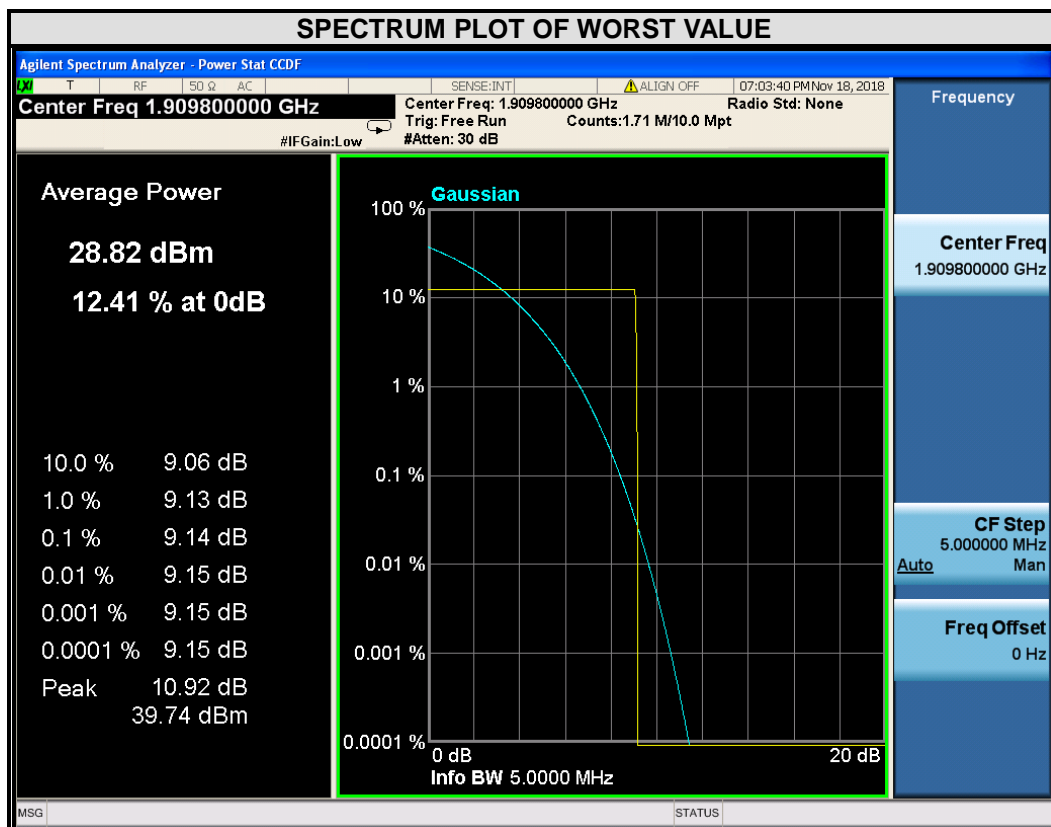 SPECTRUM PLOT OF WORST VALUE
Agilent Spectrum Analyzer - Power Stat CCDF
LXI T RF 50 Ω AC SENSE:INT ALIGN OFF 07:03:40 PM Nov 18, 2018
Center Freq 1.909800000 GHz
Center Freq: 1.909800000 GHz Radio Std: None
Trig: Free Run Counts:1.71 M/10.0 Mpt
#IFGain:Low #Atten: 30 dB
Average Power
28.82 dBm
12.41 % at 0dB
10.0 % 9.06 dB
1.0 % 9.13 dB
0.1 % 9.14 dB
0.01 % 9.15 dB
0.001 % 9.15 dB
0.0001 % 9.15 dB
Peak 10.92 dB
39.74 dBm
Gaussian
100 %
10 %
1 %
0.1 %
0.01 %
0.001 %
0.0001 %
0 dB 20 dB
Info BW 5.0000 MHz
Frequency
Center Freq
1.909800000 GHz
CF Step
5.000000 MHz
Auto Man
Freq Offset
0 Hz
MSG STATUS